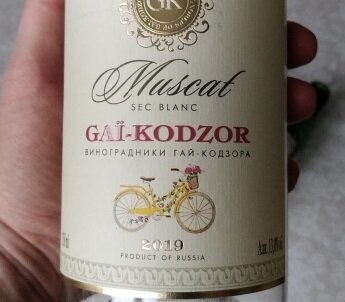 GK
Muscat
SEC BLANC
GAÏ-KODZOR
ВИНОГРАДНИКИ ГАЙ-КОДЗОРА
2019
PRODUCT OF RUSSIA